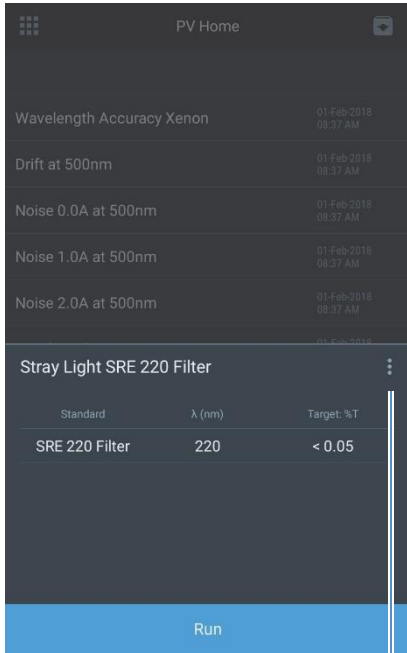 PV Home
Wavelength Accuracy Xenon
01-Feb-2018
08:37 AM
Drift at 500nm
01-Feb-2018
08:37 AM
Noise 0.0A at 500nm
01-Feb-2018
08:37 AM
Noise 1.0A at 500nm
01-Feb-2018
08:37 AM
Noise 2.0A at 500nm
01-Feb-2018
08:37 AM
01-Feb-2018
Stray Light SRE 220 Filter
Standard λ (nm) Target: %T
SRE 220 Filter 220 < 0.05
Run